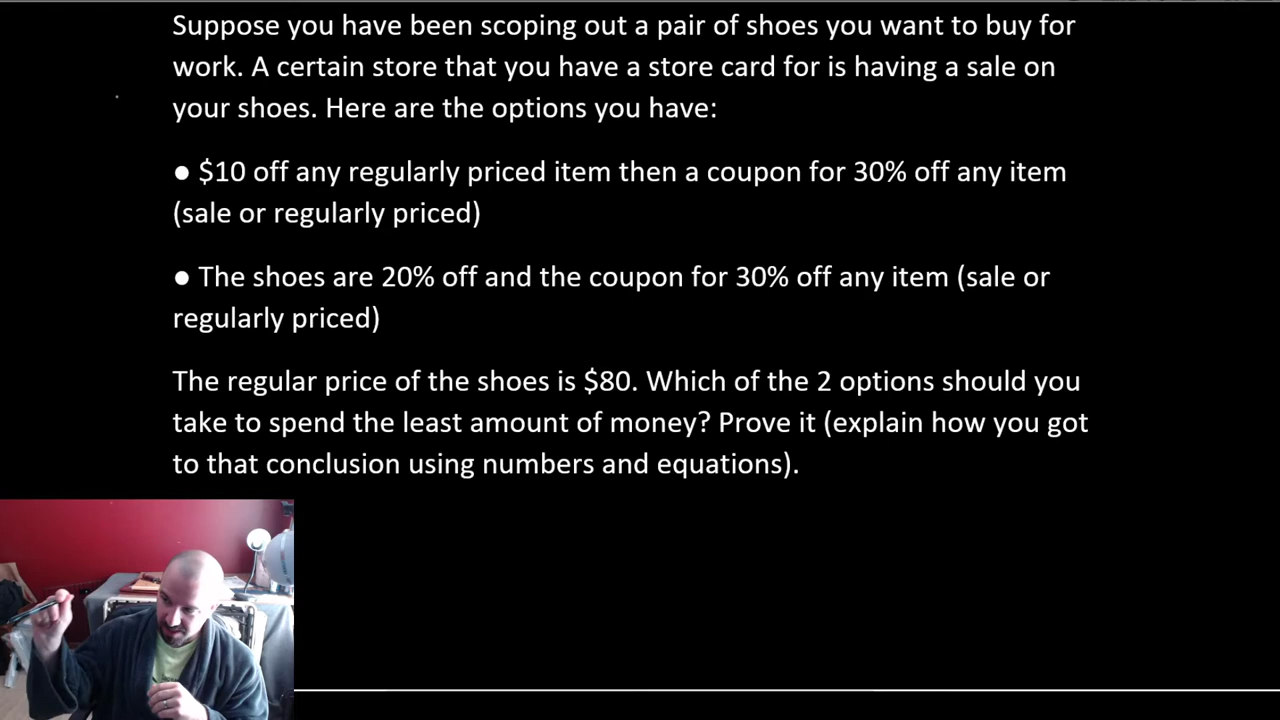 Suppose you have been scoping out a pair of shoes you want to buy for
work. A certain store that you have a store card for is having a sale on
your shoes. Here are the options you have:
● $10 off any regularly priced item then a coupon for 30% off any item
(sale or regularly priced)
● The shoes are 20% off and the coupon for 30% off any item (sale or
regularly priced)
The regular price of the shoes is $80. Which of the 2 options should you
take to spend the least amount of money? Prove it (explain how you got
to that conclusion using numbers and equations).